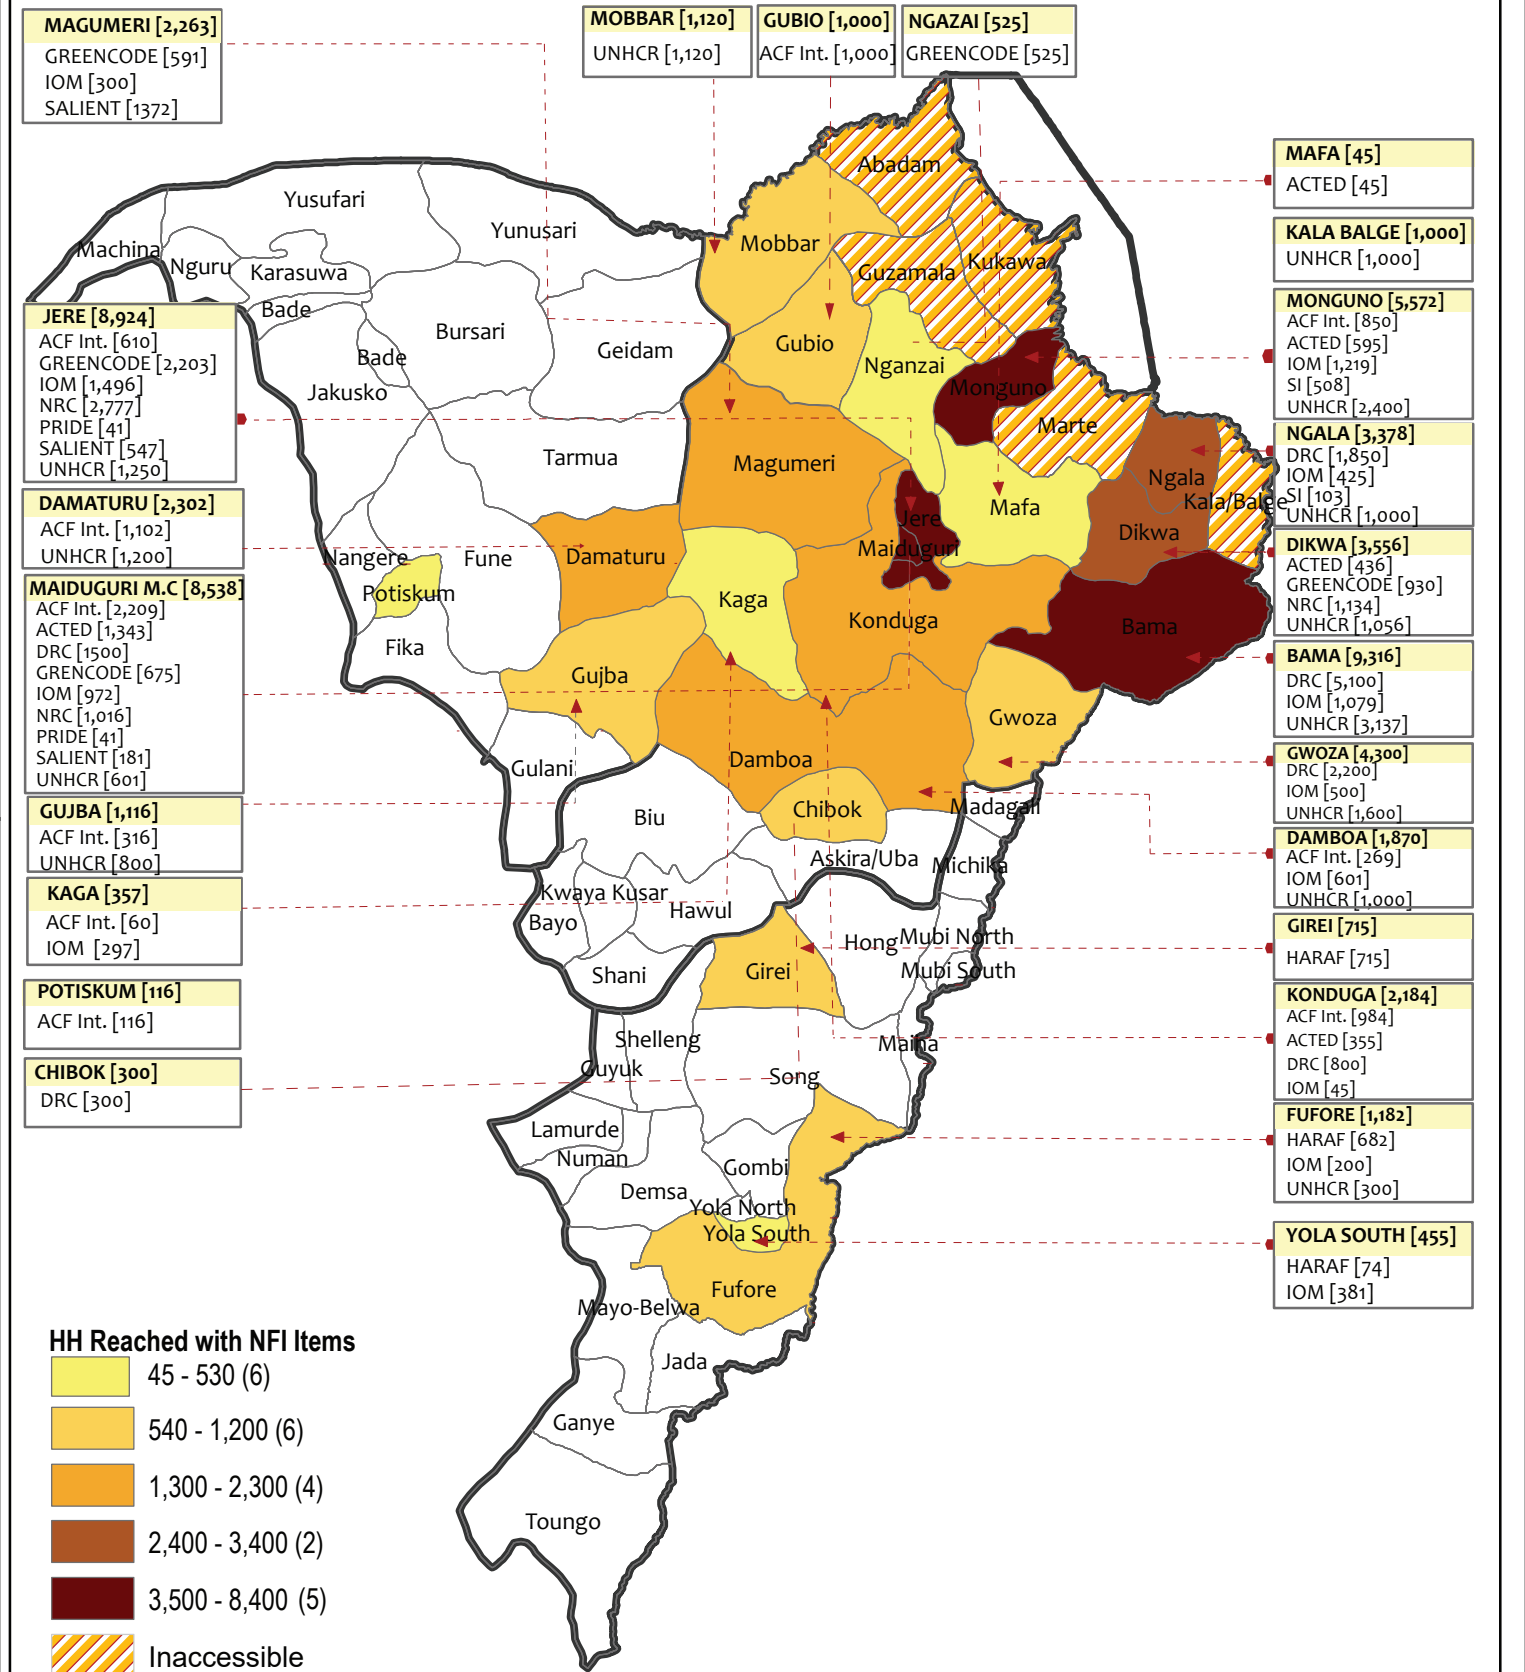 MAGUMERI [2,263]
GREENCODE [591]
IOM [300]
SALIENT [1372]
MOBBAR [1,120]
UNHCR [1,120]
GUBIO [1,000]
ACF Int. [1,000]
NGAZAI [525]
GREENCODE [525]
MAFA [45]
ACTED [45]
KALA BALGE [1,000]
UNHCR [1,000]
MONGUNO [5,572]
ACF Int. [850]
ACTED [595]
IOM [1,219]
SI [508]
UNHCR [2,400]
NGALA [3,378]
DRC [1,850]
IOM [425]
SI [103]
UNHCR [1,000]
DIKWA [3,556]
ACTED [436]
GREENCODE [930]
NRC [1,134]
UNHCR [1,056]
BAMA [9,316]
DRC [5,100]
IOM [1,079]
UNHCR [3,137]
GWOZA [4,300]
DRC [2,200]
IOM [500]
UNHCR [1,600]
DAMBOA [1,870]
ACF Int. [269]
IOM [601]
UNHCR [1,000]
GIREI [715]
HARAF [715]
KONDUGA [2,184]
ACF Int. [984]
ACTED [355]
DRC [800]
IOM [45]
FUFORE [1,182]
HARAF [682]
IOM [200]
UNHCR [300]
YOLA SOUTH [455]
HARAF [74]
IOM [381]
JERE [8,924]
ACF Int. [610]
GREENCODE [2,203]
IOM [1,496]
NRC [2,777]
PRIDE [41]
SALIENT [547]
UNHCR [1,250]
DAMATURU [2,302]
ACF Int. [1,102]
UNHCR [1,200]
MAIDUGURI M.C [8,538]
ACF Int. [2,209]
ACTED [1,343]
DRC [1500]
GRENCODE [675]
IOM [972]
NRC [1,016]
PRIDE [41]
SALIENT [181]
UNHCR [601]
GUJBA [1,116]
ACF Int. [316]
UNHCR [800]
KAGA [357]
ACF Int. [60]
IOM [297]
POTISKUM [116]
ACF Int. [116]
CHIBOK [300]
DRC [300]
Abadam
Yusufari
Yunusari
Machina
Nguru
Karasuwa
Mobbar
Guzamala
Kukawa
Bade
Bursari
Geidam
Gubio
Bade
Jakusko
Nganzai
Monguno
Marte
Tarmua
Magumeri
Ngala
Kala/Balge
Mafa
Jere
Dikwa
Maiduguri
Nangere
Fune
Damaturu
Potiskum
Kaga
Konduga
Bama
Fika
Gujba
Gwoza
Gulani
Damboa
Biu
Chibok
Madagali
Askira/Uba
Michika
Kwaya Kusar
Bayo
Hawul
Hong
Mubi North
Shani
Girei
Mubi South
Shelleng
Maiha
Guyuk
Song
Lamurde
Numan
Gombi
Demsa
Yola North
Yola South
Fufore
Mayo-Belwa
Jada
Ganye
Toungo
HH Reached with NFI Items
45 - 530 (6)
540 - 1,200 (6)
1,300 - 2,300 (4)
2,400 - 3,400 (2)
3,500 - 8,400 (5)
Inaccessible